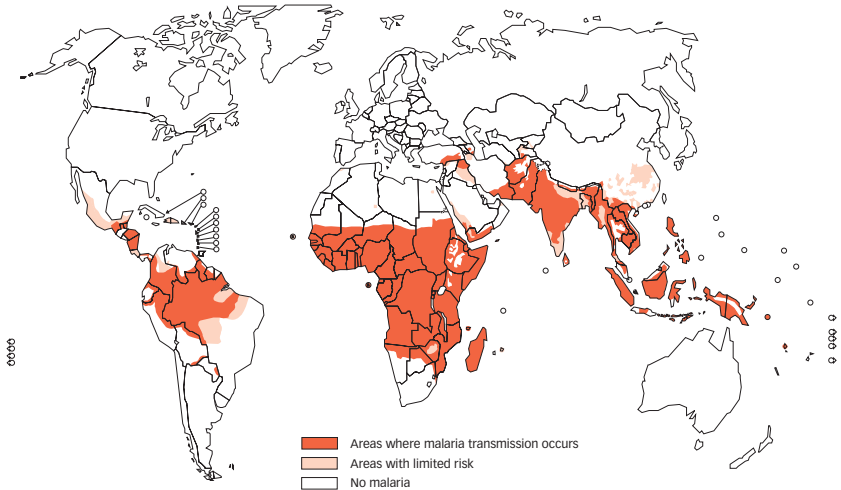 Areas where malaria transmission occurs
Areas with limited risk
No malaria